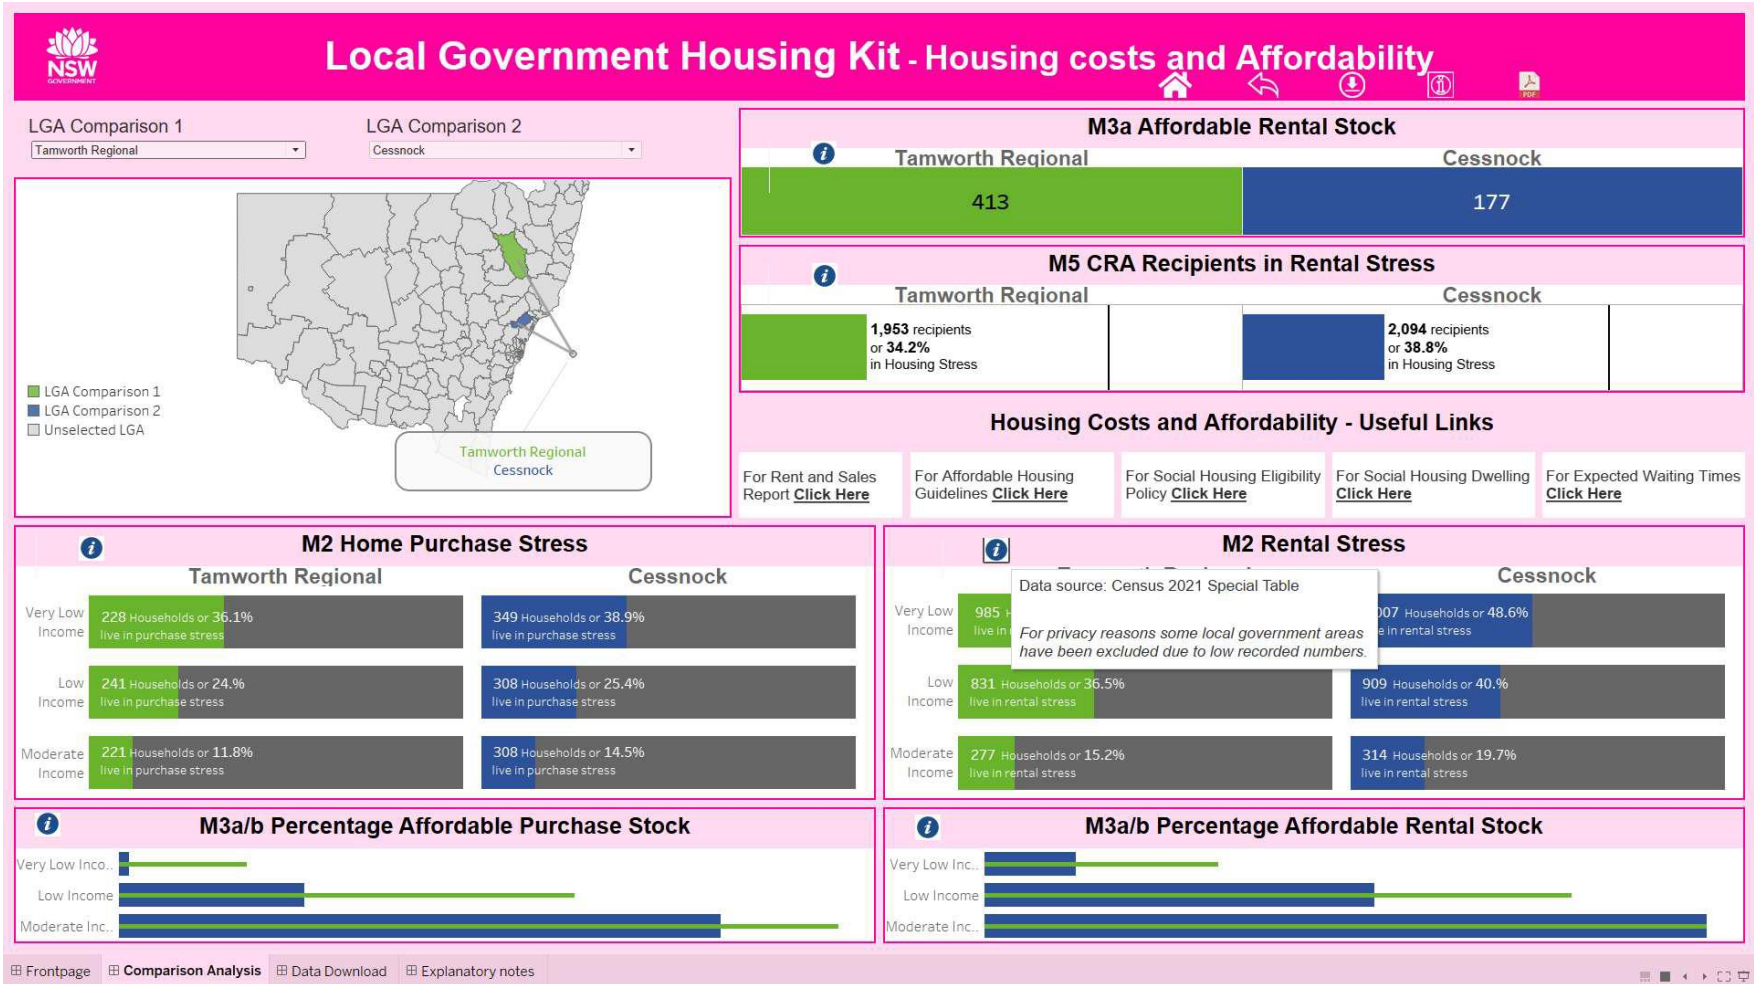 NSW
GOVERNMENT
Local Government Housing Kit - Housing costs and Affordability
PDF
LGA Comparison 1
LGA Comparison 2
Tamworth Regional
Cessnock
LGA Comparison 1
LGA Comparison 2
Unselected LGA
Tamworth Regional
Cessnock
M3a Affordable Rental Stock
Tamworth Regional
Cessnock
413
177
M5 CRA Recipients in Rental Stress
Tamworth Regional
Cessnock
1,953 recipients
or 34.2%
in Housing Stress
2,094 recipients
or 38.8%
in Housing Stress
Housing Costs and Affordability - Useful Links
For Rent and Sales
Report Click Here
For Affordable Housing
Guidelines Click Here
For Social Housing Eligibility
Policy Click Here
For Social Housing Dwelling
Click Here
For Expected Waiting Times
Click Here
M2 Home Purchase Stress
Tamworth Regional
Cessnock
Very Low
Income
228 Households or 36.1%
live in purchase stress
349 Households or 38.9%
live in purchase stress
Low
Income
241 Households or 24.%
live in purchase stress
308 Households or 25.4%
live in purchase stress
Moderate
Income
221 Households or 11.8%
live in purchase stress
308 Households or 14.5%
live in purchase stress
M2 Rental Stress
Cessnock
Data source: Census 2021 Special Table
For privacy reasons some local government areas
have been excluded due to low recorded numbers.
Very Low
Income
985
live in
007 Households or 48.6%
e in rental stress
Low
Income
831 Households or 36.5%
live in rental stress
909 Households or 40.%
live in rental stress
Moderate
Income
277 Households or 15.2%
live in rental stress
314 Households or 19.7%
live in rental stress
M3a/b Percentage Affordable Purchase Stock
Very Low Inco..
Low Income
Moderate Inc..
M3a/b Percentage Affordable Rental Stock
Very Low Inc..
Low Income
Moderate Inc..
Frontpage
Comparison Analysis
Data Download
Explanatory notes